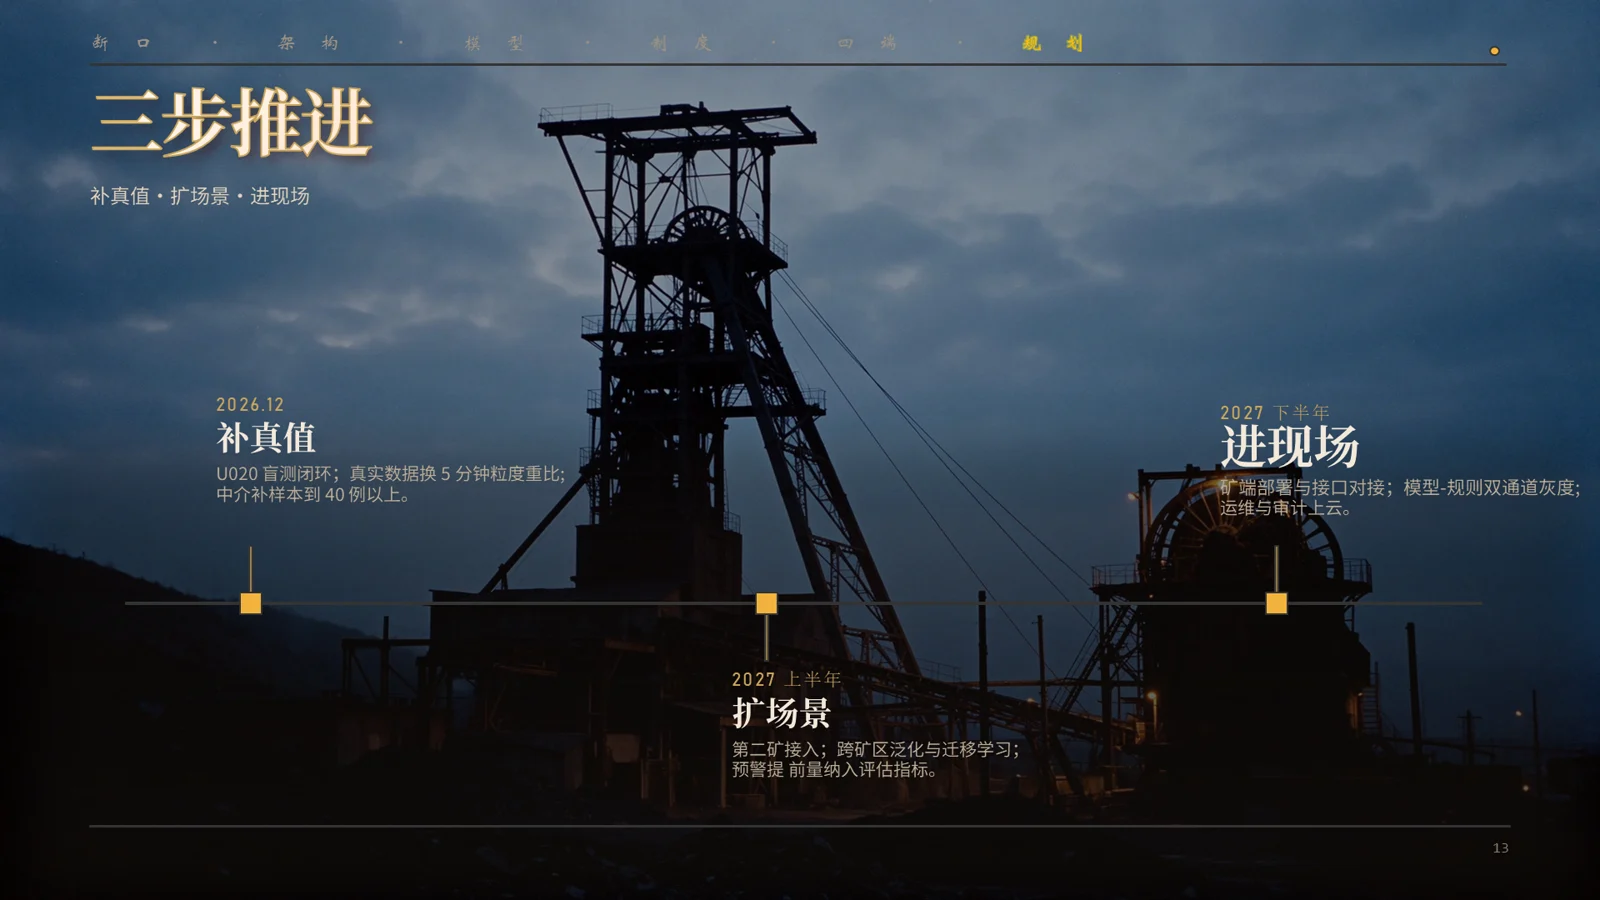 断口 · 架构 · 模型 · 制度 · 四端 · 规划
三步推进
补真值・扩场景・进现场
2026.12
补真值
U020 盲测闭环；真实数据换 5 分钟粒度重比;
中介补样本到 40 例以上。
2027 下半年
进现场
矿端部署与接口对接；模型-规则双通道灰度;
运维与审计上云。
2027 上半年
扩场景
第二矿接入；跨矿区泛化与迁移学习;
预警提 前量纳入评估指标。
13